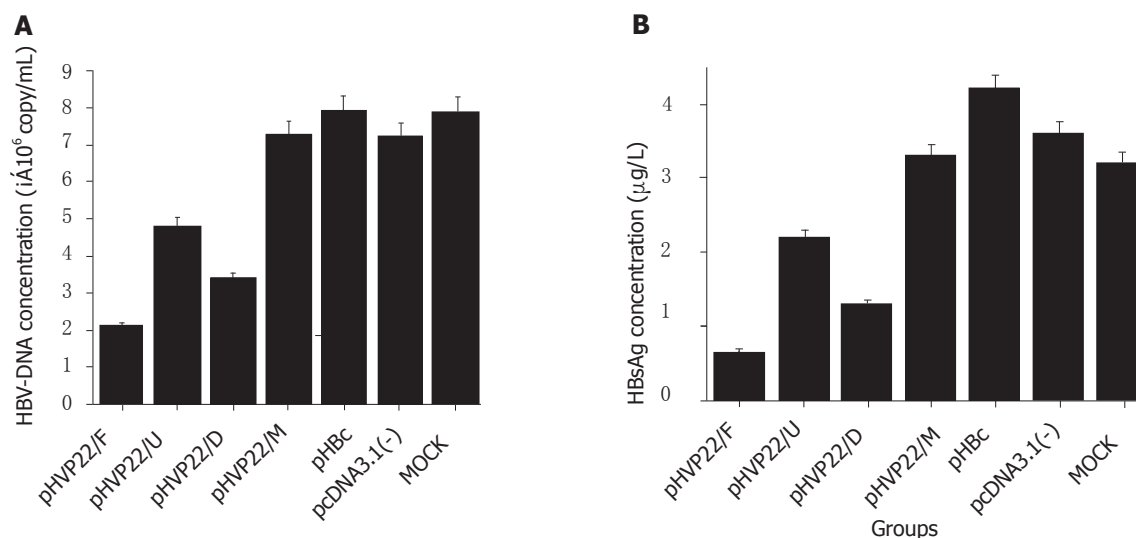 A
HBV-DNA concentration (iÁ10⁶ copy/mL)
9
8
7
6
5
4
3
2
1
0
pHVP22/F
pHVP22/U
pHVP22/D
pHVP22/M
pHBc
pcDNA3.1(-)
MOCK
B
HBsAg concentration (μg/L)
4
3
2
1
0
pHVP22/F
pHVP22/U
pHVP22/D
pHVP22/M
pHBc
pcDNA3.1(-)
MOCK
Groups